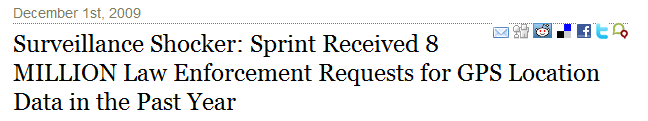 December 1st, 2009
Surveillance Shocker: Sprint Received 8
MILLION Law Enforcement Requests for GPS Location
Data in the Past Year